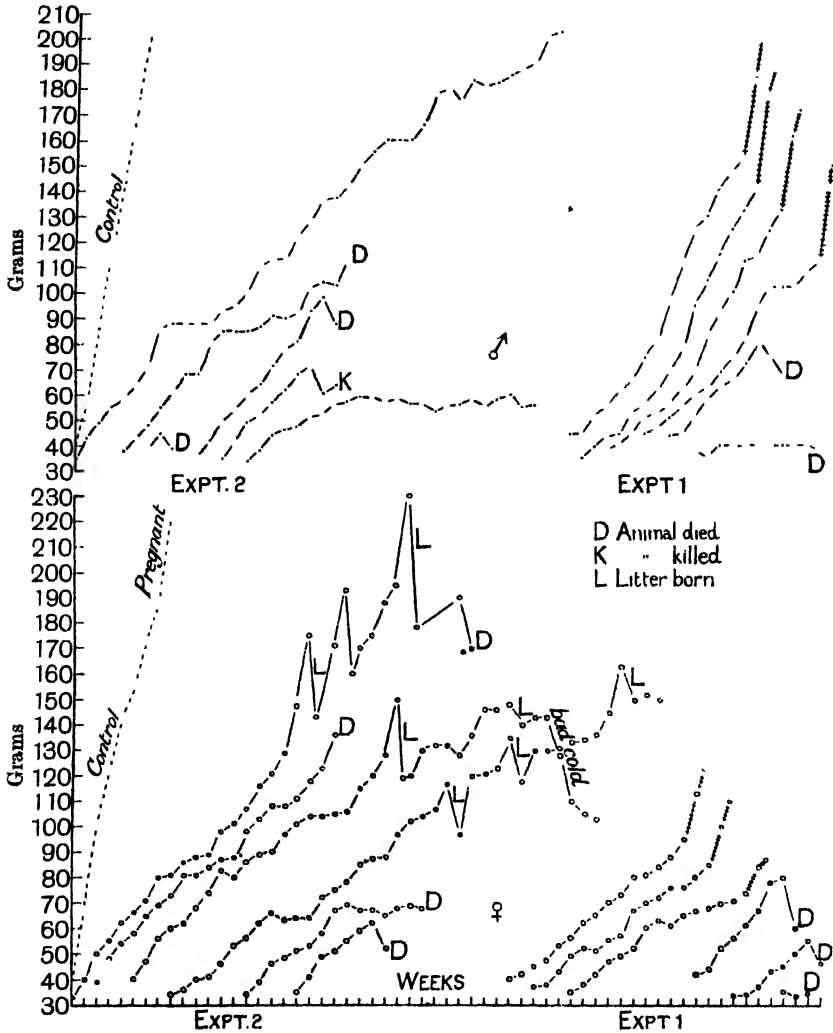 210
200
190
180
170
160
150
140
130
120
110
100
90
80
70
60
50
40
30
Grams
Control
D
D
K
D
♂
D
D
EXPT. 2
EXPT 1
230
220
210
200
190
180
170
160
150
140
130
120
110
100
90
80
70
60
50
40
30
Grams
Control
Pregnant
D Animal died
K " killed
L Litter born
L
L
D
D
L
L
L
L
L
bad cold
♀
D
D
D
D
D
WEEKS
EXPT. 2
EXPT 1